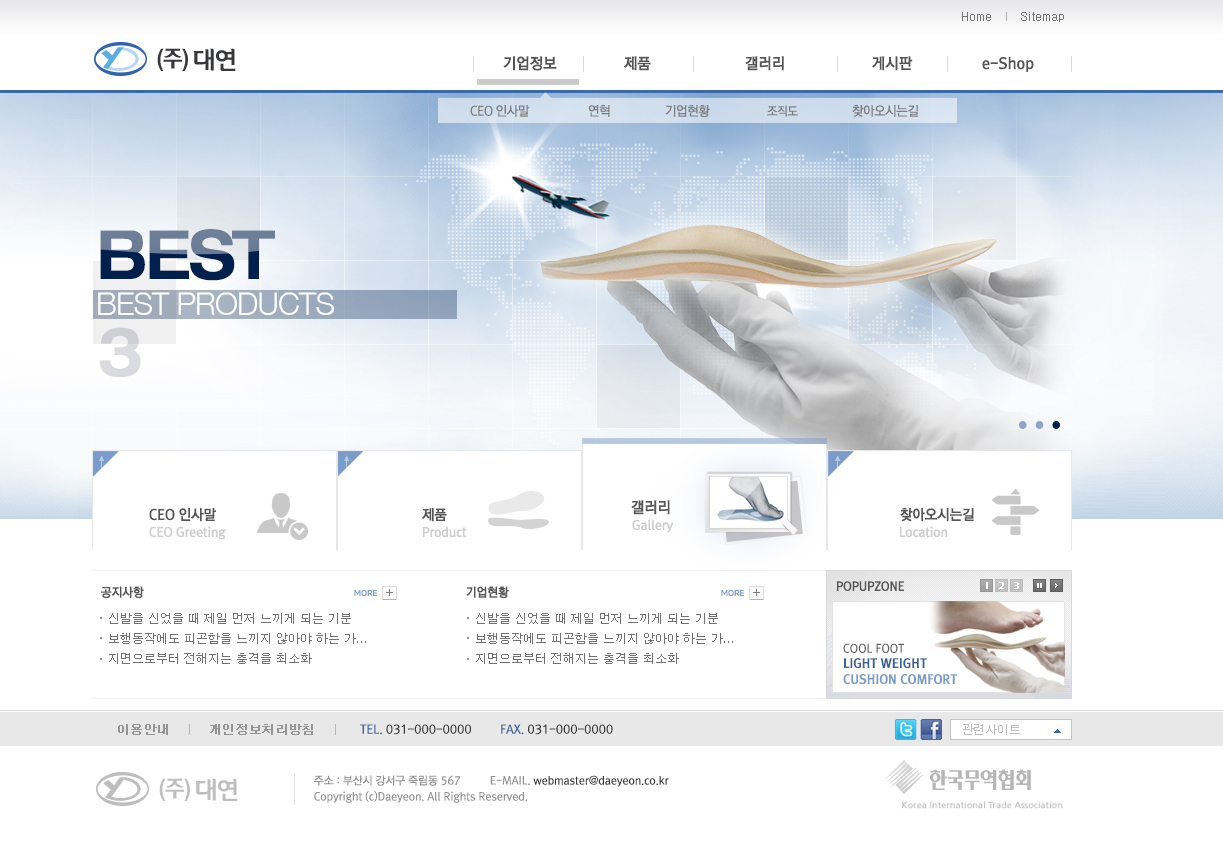 Home
Sitemap
(주)대연
기업정보
제품
갤러리
게시판
e-Shop
CEO 인사말
연혁
기업현황
조직도
찾아오시는길
BEST
BEST PRODUCTS
3
CEO 인사말
CEO Greeting
제품
Product
갤러리
Gallery
찾아오시는길
Location
공지사항
MORE
신발을 신었을 때 제일 먼저 느끼게 되는 기분
보행동작에도 피곤함을 느끼지 않아야 하는 가...
지면으로부터 전해지는 충격을 최소화
기업현황
MORE
신발을 신었을 때 제일 먼저 느끼게 되는 기분
보행동작에도 피곤함을 느끼지 않아야 하는 가...
지면으로부터 전해지는 충격을 최소화
POPUPZONE
1 2 3
COOL FOOT
LIGHT WEIGHT
CUSHION COMFORT
이용안내
개인정보처리방침
TEL. 031-000-0000
FAX. 031-000-0000
관련사이트
(주)대연
주소 : 부산시 강서구 죽림동 567 E-MAIL. webmaster@daeyeon.co.kr
Copyright (c)Daeyeon. All Rights Reserved.
한국무역협회
Korea International Trade Association